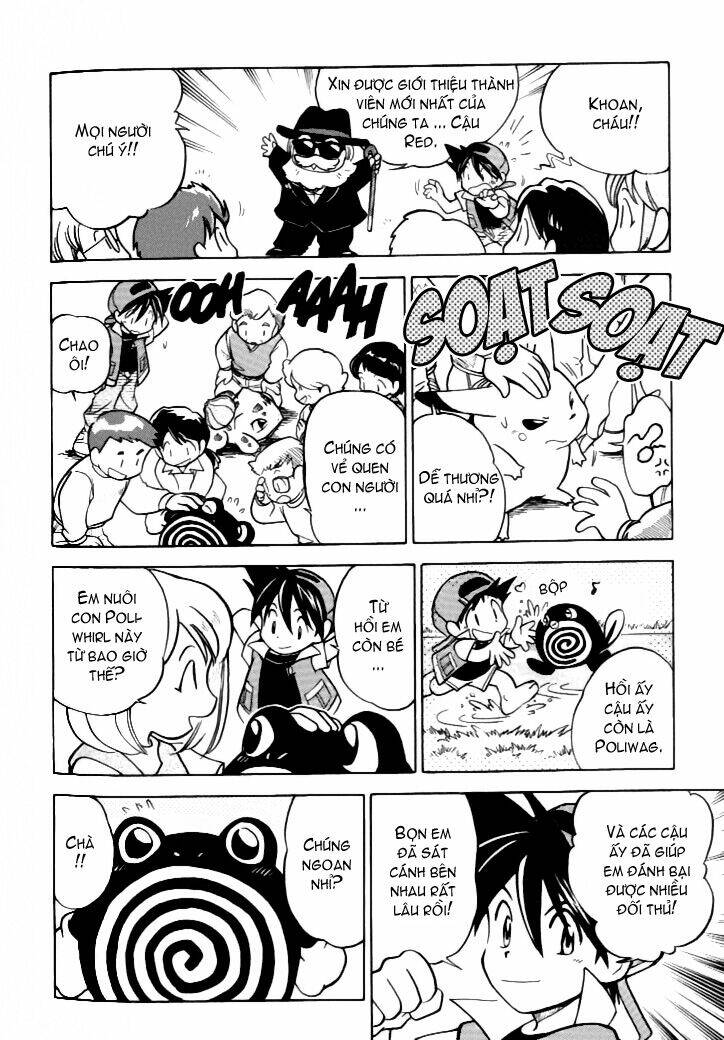 MỌI NGƯỜI
CHÚ Ý!!
XIN ĐƯỢC GIỚI THIỆU THÀNH
VIÊN MỚI NHẤT CỦA
CHÚNG TA ... CẬU
RED.
KHOAN,
CHÁU!!
OOH AAAH
CHAO
ÔI!
CHÚNG CÓ
VẺ QUEN
CON NGƯỜI
...
SOẠT SOẠT
DỄ THƯƠNG
QUÁ NHỈ?!
EM NUÔI
CON POLI-
WHIRL NÀY
TỪ BAO GIỜ
THẾ?
TỪ
HỒI EM
CÒN BÉ
...
BỘP
HỒI ẤY
CẬU ẤY
CÒN LÀ
POLIWAG.
CHÀ
!!
CHÚNG
NGOAN
NHỈ?
BỌN EM
ĐÃ SÁT
CÁNH BÊN
NHAU RẤT
LÂU RỒI!
VÀ CÁC CẬU
ẤY ĐÃ GIÚP
EM ĐÁNH BẠI
ĐƯỢC NHIỀU
ĐỐI THỦ!